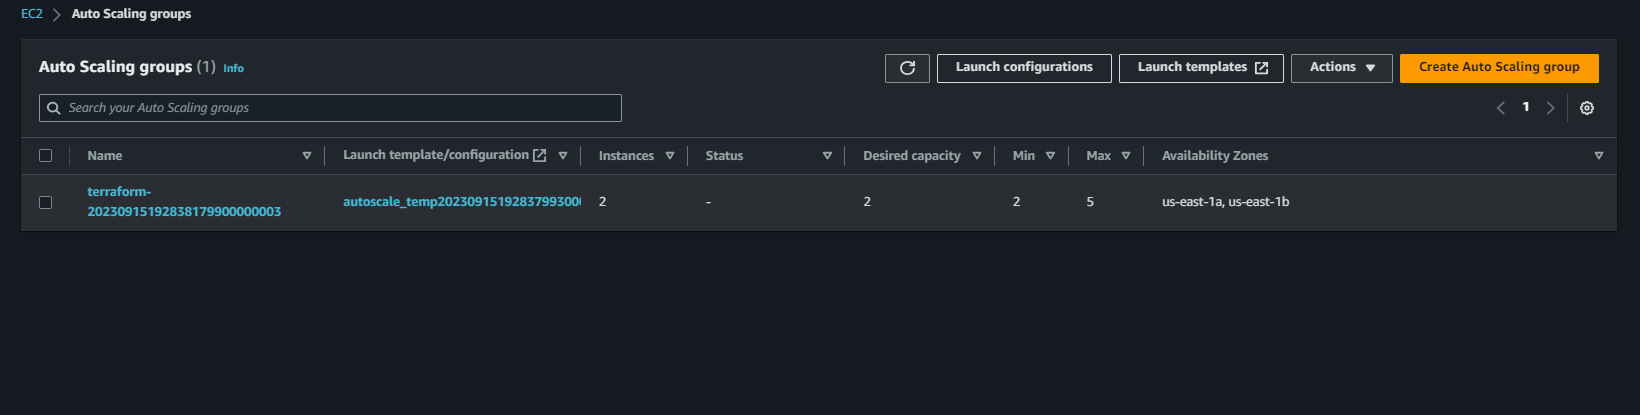 EC2 > Auto Scaling groups
Auto Scaling groups (1) Info
Launch configurations
Launch templates
Actions
Create Auto Scaling group
Search your Auto Scaling groups
1
Name Launch template/configuration Instances Status Desired capacity Min Max Availability Zones
terraform-
20230915192838179900000003
autoscale_temp20230915192837993000 2 - 2 2 5 us-east-1a, us-east-1b